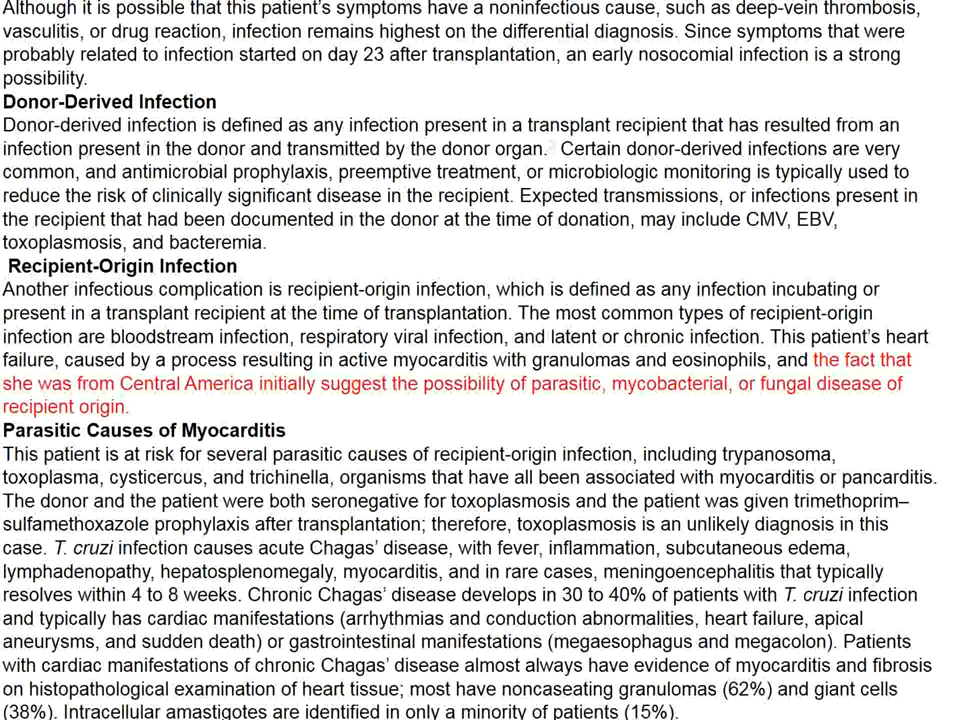 Although it is possible that this patient’s symptoms have a noninfectious cause, such as deep-vein thrombosis,
vasculitis, or drug reaction, infection remains highest on the differential diagnosis. Since symptoms that were
probably related to infection started on day 23 after transplantation, an early nosocomial infection is a strong
possibility.
Donor-Derived Infection
Donor-derived infection is defined as any infection present in a transplant recipient that has resulted from an
infection present in the donor and transmitted by the donor organ. Certain donor-derived infections are very
common, and antimicrobial prophylaxis, preemptive treatment, or microbiologic monitoring is typically used to
reduce the risk of clinically significant disease in the recipient. Expected transmissions, or infections present in
the recipient that had been documented in the donor at the time of donation, may include CMV, EBV,
toxoplasmosis, and bacteremia.
Recipient-Origin Infection
Another infectious complication is recipient-origin infection, which is defined as any infection incubating or
present in a transplant recipient at the time of transplantation. The most common types of recipient-origin
infection are bloodstream infection, respiratory viral infection, and latent or chronic infection. This patient’s heart
failure, caused by a process resulting in active myocarditis with granulomas and eosinophils, and the fact that
she was from Central America initially suggest the possibility of parasitic, mycobacterial, or fungal disease of
recipient origin.
Parasitic Causes of Myocarditis
This patient is at risk for several parasitic causes of recipient-origin infection, including trypanosoma,
toxoplasma, cysticercus, and trichinella, organisms that have all been associated with myocarditis or pancarditis.
The donor and the patient were both seronegative for toxoplasmosis and the patient was given trimethoprim–
sulfamethoxazole prophylaxis after transplantation; therefore, toxoplasmosis is an unlikely diagnosis in this
case. T. cruzi infection causes acute Chagas’ disease, with fever, inflammation, subcutaneous edema,
lymphadenopathy, hepatosplenomegaly, myocarditis, and in rare cases, meningoencephalitis that typically
resolves within 4 to 8 weeks. Chronic Chagas’ disease develops in 30 to 40% of patients with T. cruzi infection
and typically has cardiac manifestations (arrhythmias and conduction abnormalities, heart failure, apical
aneurysms, and sudden death) or gastrointestinal manifestations (megaesophagus and megacolon). Patients
with cardiac manifestations of chronic Chagas’ disease almost always have evidence of myocarditis and fibrosis
on histopathological examination of heart tissue; most have noncaseating granulomas (62%) and giant cells
(38%). Intracellular amastigotes are identified in only a minority of patients (15%).